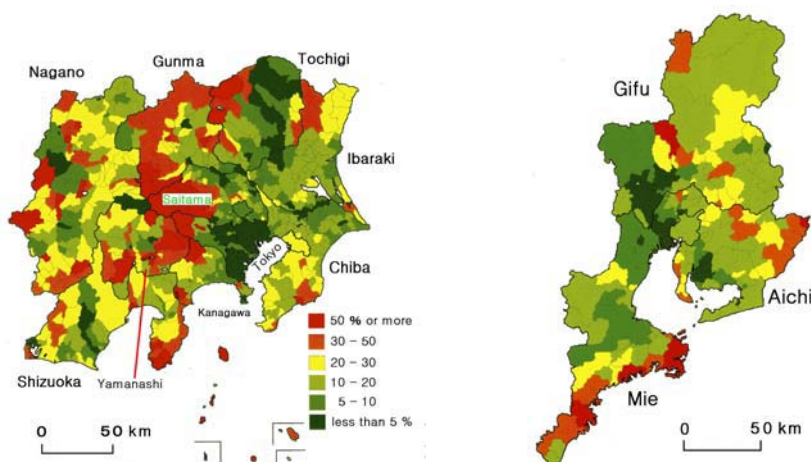 Nagano
Gunma
Tochigi
Ibaraki
Saitama
Tokyo
Chiba
Kanagawa
Shizuoka
Yamanashi
50 % or more
30 - 50
20 - 30
10 - 20
5 - 10
less than 5 %
0 50 km
Gifu
Aichi
Mie
0 50 km